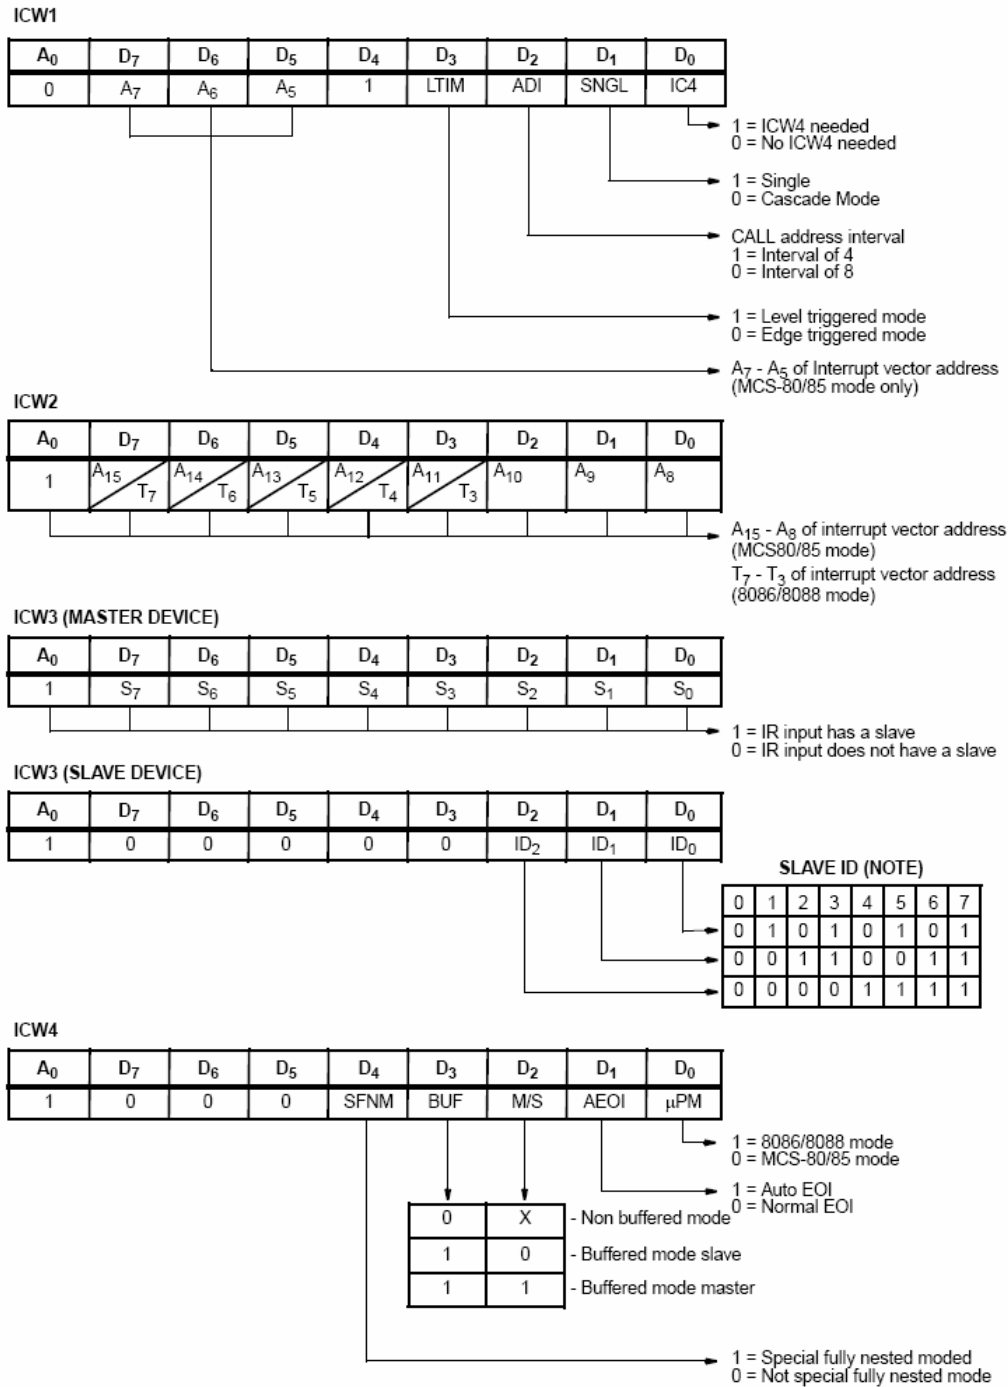 ICW1
A0 D7 D6 D5 D4 D3 D2 D1 D0
0 A7 A6 A5 1 LTIM ADI SNGL IC4
1 = ICW4 needed
0 = No ICW4 needed
1 = Single
0 = Cascade Mode
CALL address interval
1 = Interval of 4
0 = Interval of 8
1 = Level triggered mode
0 = Edge triggered mode
A7 - A5 of Interrupt vector address
(MCS-80/85 mode only)
ICW2
A0 D7 D6 D5 D4 D3 D2 D1 D0
1 A15 T7 A14 T6 A13 T5 A12 T4 A11 T3 A10 A9 A8
A15 - A8 of interrupt vector address
(MCS80/85 mode)
T7 - T3 of interrupt vector address
(8086/8088 mode)
ICW3 (MASTER DEVICE)
A0 D7 D6 D5 D4 D3 D2 D1 D0
1 S7 S6 S5 S4 S3 S2 S1 S0
1 = IR input has a slave
0 = IR input does not have a slave
ICW3 (SLAVE DEVICE)
A0 D7 D6 D5 D4 D3 D2 D1 D0
1 0 0 0 0 0 ID2 ID1 ID0
SLAVE ID (NOTE)
0 1 2 3 4 5 6 7
0 1 0 1 0 1 0 1
0 0 1 1 0 0 1 1
0 0 0 0 1 1 1 1
ICW4
A0 D7 D6 D5 D4 D3 D2 D1 D0
1 0 0 0 SFNM BUF M/S AEOI μPM
1 = 8086/8088 mode
0 = MCS-80/85 mode
1 = Auto EOI
0 = Normal EOI
0 X - Non buffered mode
1 0 - Buffered mode slave
1 1 - Buffered mode master
1 = Special fully nested moded
0 = Not special fully nested mode